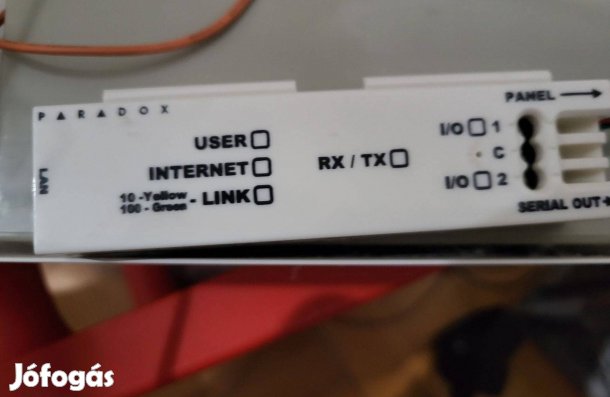 PARADOX
PANEL
USER
I/O 1
INTERNET
RX / TX
C
LAN
10 -Yellow
100 - Green
- LINK
I/O 2
SERIAL OUT
Jófogás